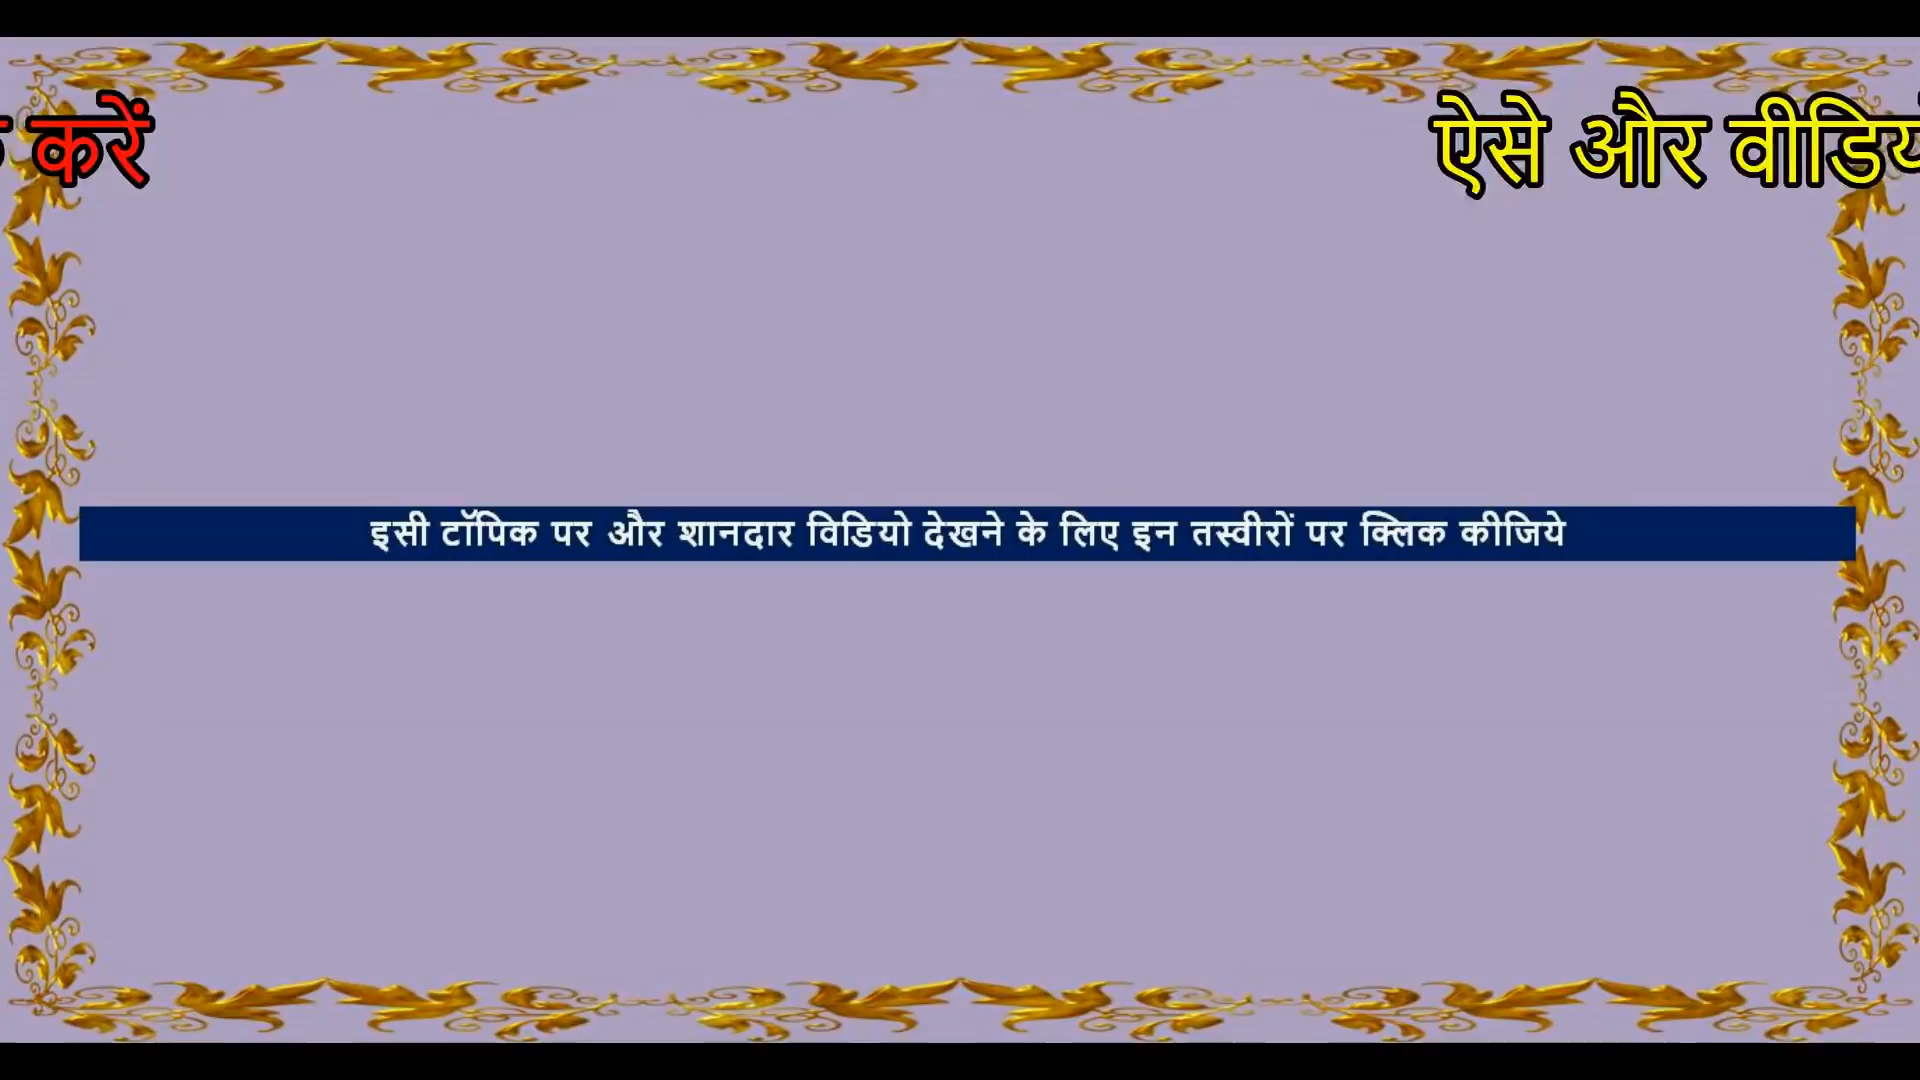 करें
ऐसे और
इसी टॉपिक पर और शानदार विडियो देखने के लिए इन तस्वीरों पर क्लिक कीजिये